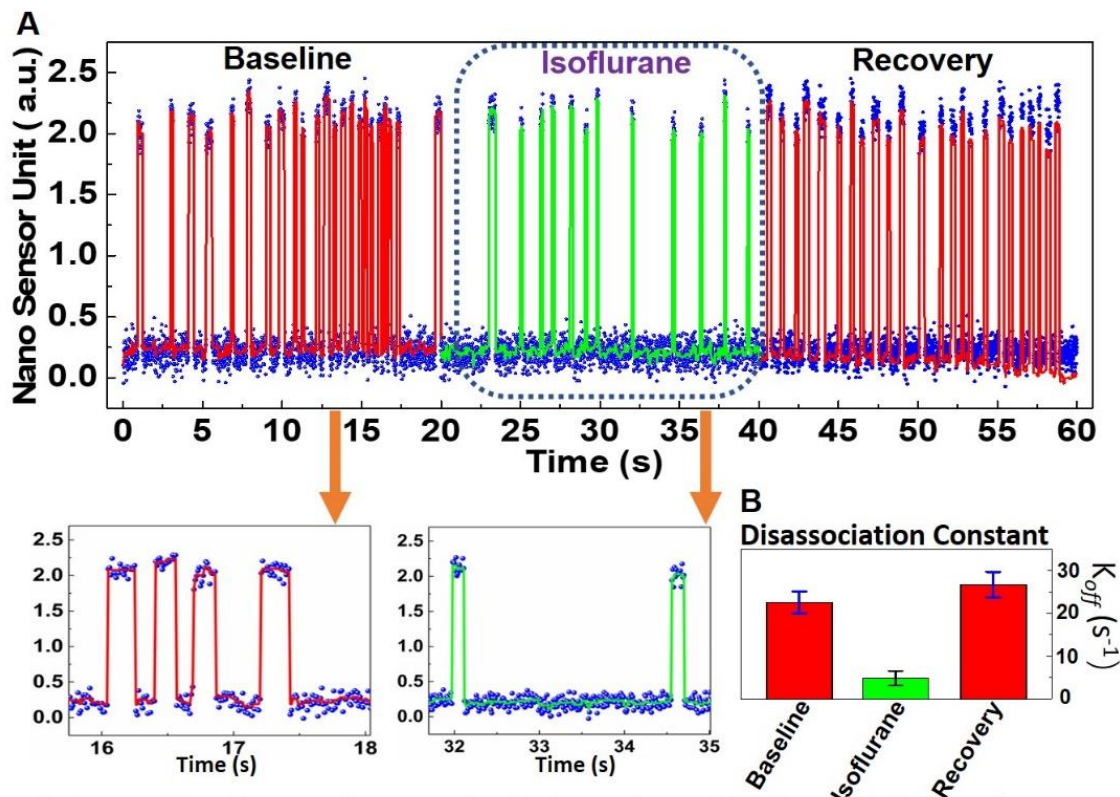 A
Baseline Isoflurane Recovery
Nano Sensor Unit ( a.u.)
2.5
2.0
1.5
1.0
0.5
0.0
0 5 10 15 20 25 30 35 40 45 50 55 60
Time (s)
2.5
2.0
1.5
1.0
0.5
0.0
16 17 18
Time (s)
2.5
2.0
1.5
1.0
0.5
0.0
32 33 34 35
Time (s)
B
Disassociation Constant
30
20
10
0
Koff (s-1)
Baseline
Isoflurane
Recovery